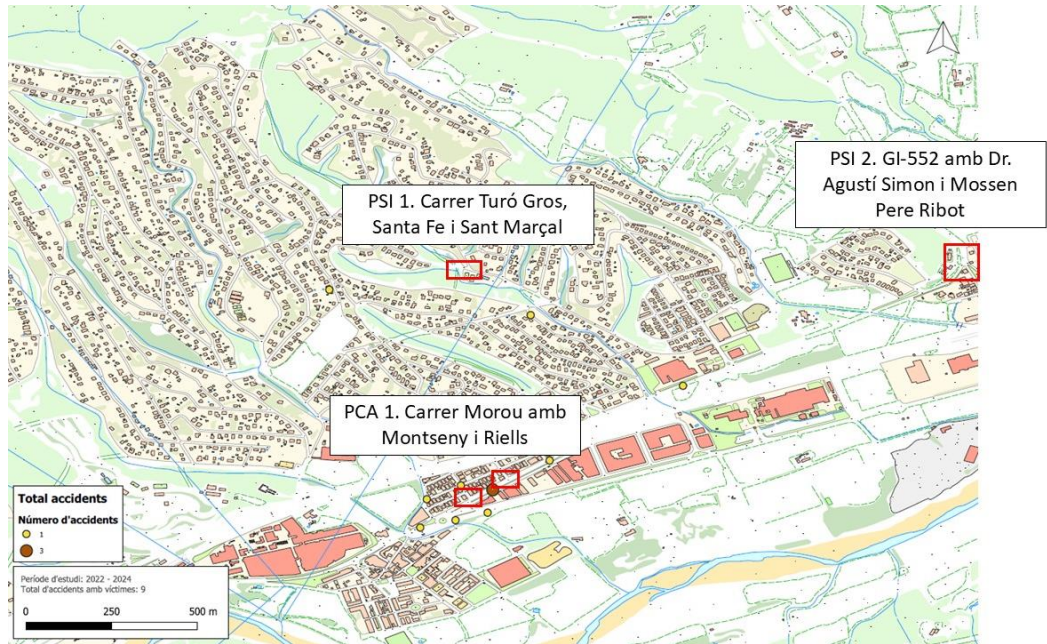 PSI 2. GI-552 amb Dr.
Agustí Simon i Mossen
Pere Ribot
PSI 1. Carrer Turó Gros,
Santa Fe i Sant Marçal
PCA 1. Carrer Morou amb
Montseny i Riells
Total accidents
Número d'accidents
1
3
Període d'estudi: 2022 - 2024
Total d'accidents amb víctimes: 9
0 250 500 m